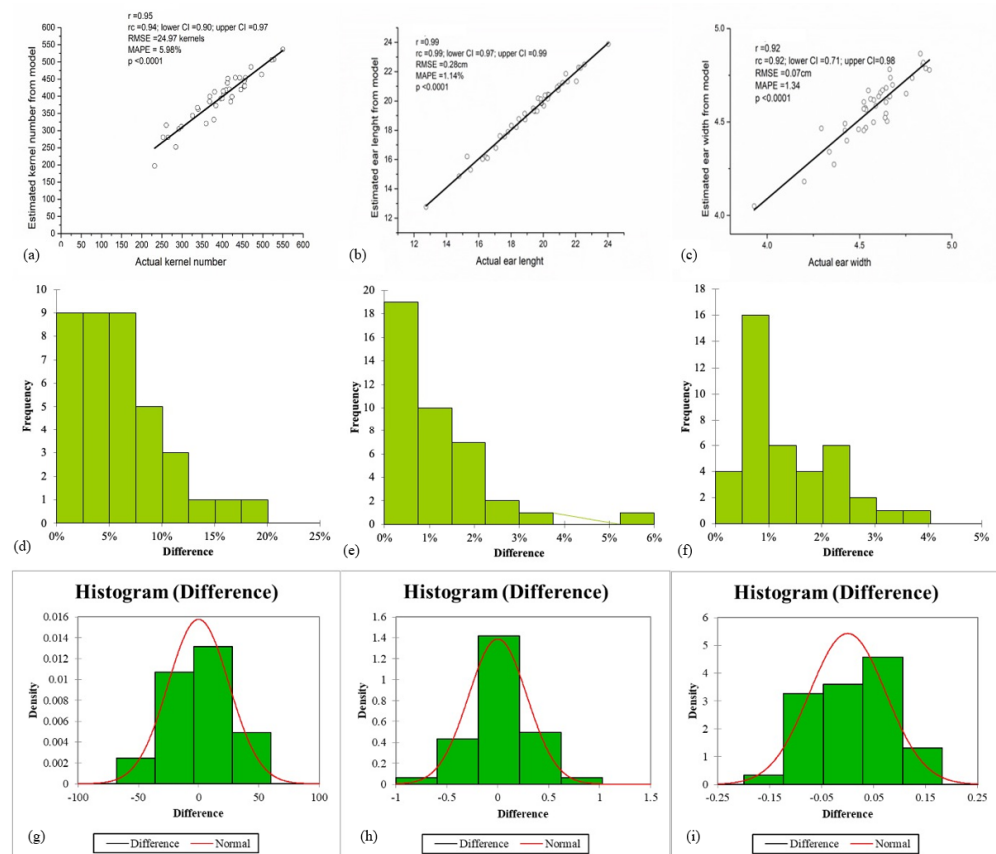 r =0.95
rc =0.94; lower CI =0.90; upper CI =0.97
RMSE =24.97 kernels
MAPE = 5.98%
p <0.0001
Estimated kernel number from model
600
550
500
450
400
350
300
250
200
150
100
50
0
0 50 100 150 200 250 300 350 400 450 500 550 600
(a)
Actual kernel number
r =0.99
rc =0.99; lower CI =0.97; upper CI =0.99
RMSE =0.28cm
MAPE =1.14%
p <0.0001
Estimated ear lenght from model
24
22
20
18
16
14
12
12 14 16 18 20 22 24
(b)
Actual ear lenght
r =0.92
rc =0.92; lower CI =0.71; upper CI=0.98
RMSE =0.07cm
MAPE =1.34
p <0.0001
Estimated ear width from model
5.0
4.5
4.0
4.0 4.5 5.0
(c)
Actual ear width
10
9
8
7
6
5
4
3
2
1
0
Frequency
0% 5% 10% 15% 20% 25%
(d)
Difference
20
18
16
14
12
10
8
6
4
2
0
Frequency
0% 1% 2% 3% 4% 5% 6%
(e)
Difference
18
16
14
12
10
8
6
4
2
0
Frequency
0% 1% 2% 3% 4% 5%
(f)
Difference
Histogram (Difference)
0.016
0.014
0.012
0.01
0.008
0.006
0.004
0.002
0
Density
-100 -50 0 50 100
Difference
(g)
Difference Normal
Histogram (Difference)
1.6
1.4
1.2
1
0.8
0.6
0.4
0.2
0
Density
-1 -0.5 0 0.5 1 1.5
Difference
(h)
Difference Normal
Histogram (Difference)
6
5
4
3
2
1
0
Density
-0.25 -0.15 -0.05 0.05 0.15 0.25
Difference
(i)
Difference Normal